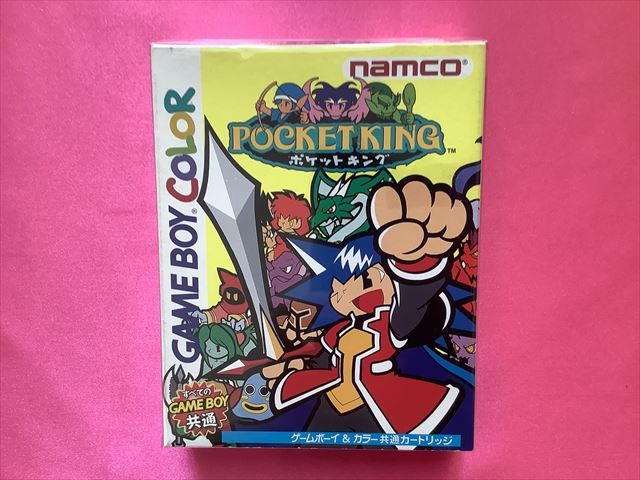 namco®
POCKET KING™
ポケットキング
GAME BOY COLOR
すべての
GAME BOY
共通
ゲームボーイ & カラー 共通カートリッジ